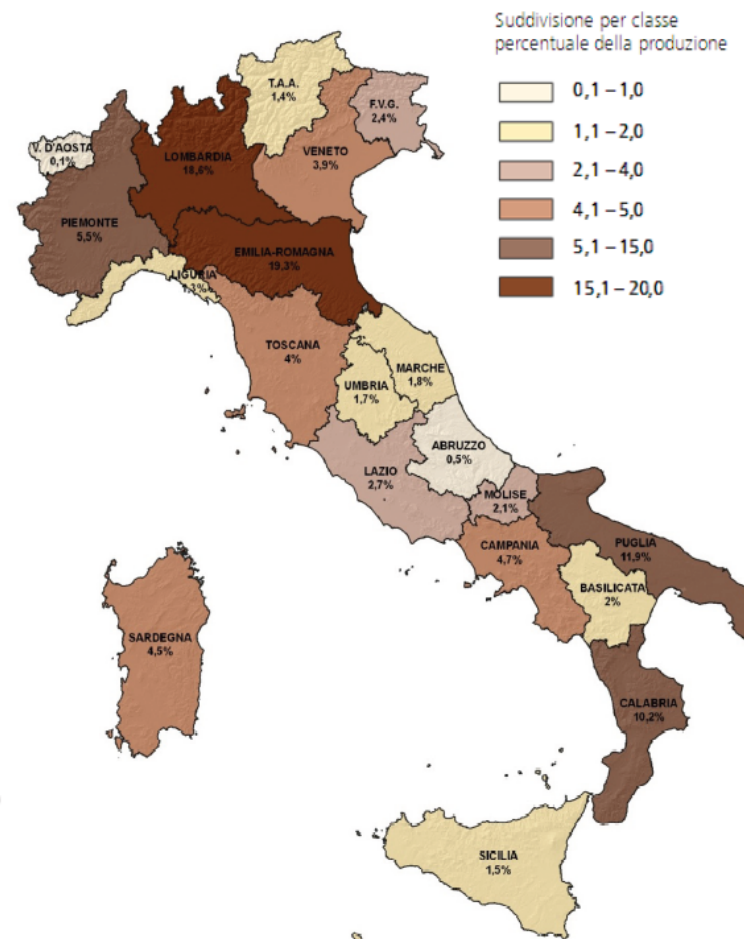 Suddivisione per classe
percentuale della produzione
0,1 – 1,0
1,1 – 2,0
2,1 – 4,0
4,1 – 5,0
5,1 – 15,0
15,1 – 20,0
T.A.A.
1,4%
F.V.G.
2,4%
V. D'AOSTA
0,1%
LOMBARDIA
18,6%
VENETO
3,9%
PIEMONTE
5,5%
EMILIA-ROMAGNA
19,3%
LIGURIA
1,3%
TOSCANA
4%
MARCHE
1,8%
UMBRIA
1,7%
ABRUZZO
0,5%
LAZIO
2,7%
MOLISE
2,1%
PUGLIA
11,9%
CAMPANIA
4,7%
BASILICATA
2%
SARDEGNA
4,5%
CALABRIA
10,2%
SICILIA
1,5%